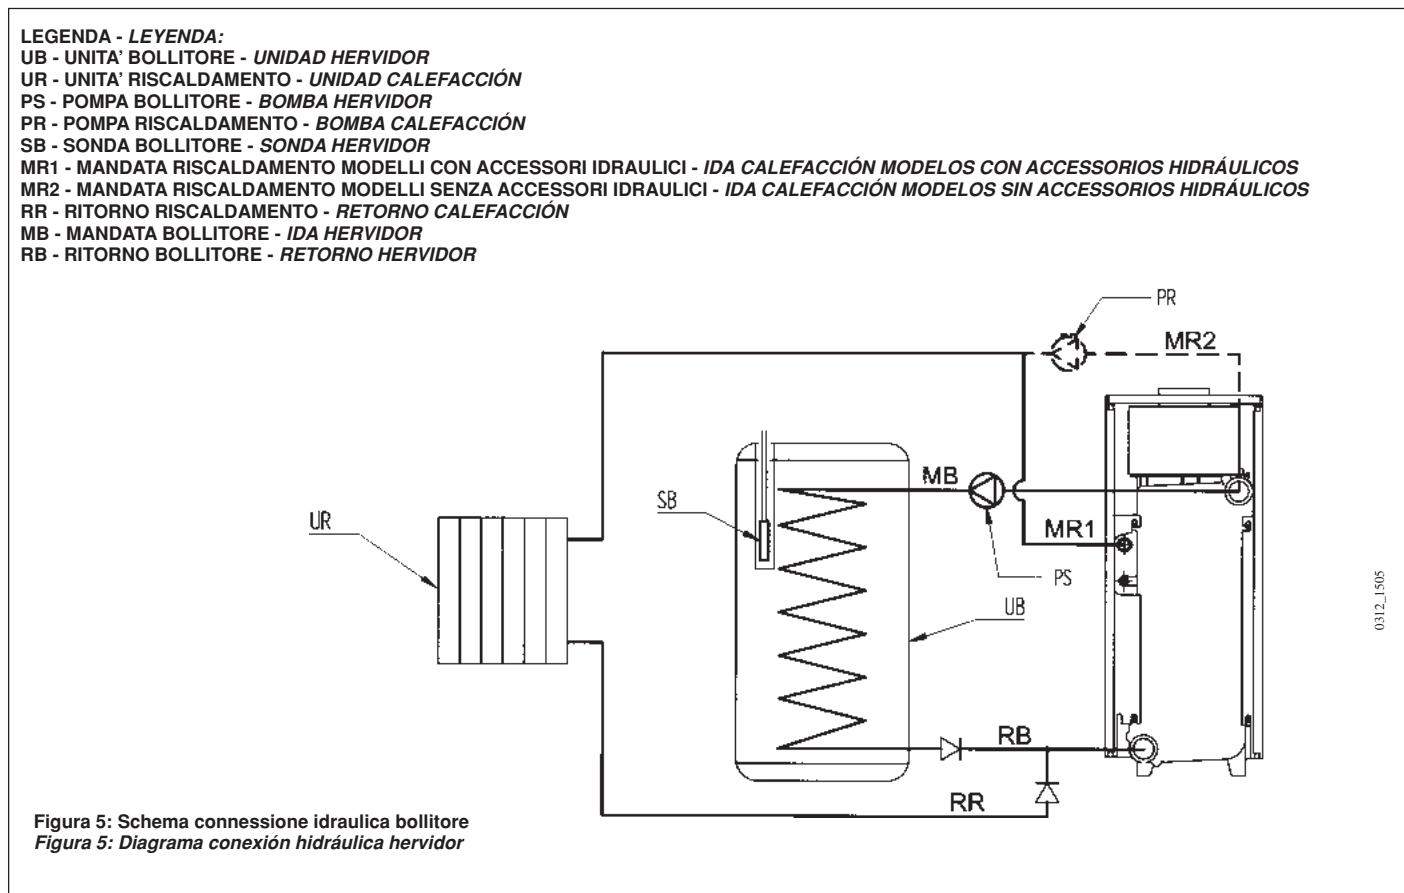 LEGENDA - LEYENDA:
UB - UNITA' BOLLITORE - UNIDAD HERVIDOR
UR - UNITA' RISCALDAMENTO - UNIDAD CALEFACCIÓN
PS - POMPA BOLLITORE - BOMBA HERVIDOR
PR - POMPA RISCALDAMENTO - BOMBA CALEFACCIÓN
SB - SONDA BOLLITORE - SONDA HERVIDOR
MR1 - MANDATA RISCALDAMENTO MODELLI CON ACCESSORI IDRAULICI - IDA CALEFACCIÓN MODELOS CON ACCESSORIOS HIDRÁULICOS
MR2 - MANDATA RISCALDAMENTO MODELLI SENZA ACCESSORI IDRAULICI - IDA CALEFACCIÓN MODELOS SIN ACCESSORIOS HIDRÁULICOS
RR - RITORNO RISCALDAMENTO - RETORNO CALEFACCIÓN
MB - MANDATA BOLLITORE - IDA HERVIDOR
RB - RITORNO BOLLITORE - RETORNO HERVIDOR
PR
MR2
MB
SB
UR
MR1
PS
UB
0312_1505
RB
RR
Figura 5: Schema connessione idraulica bollitore
Figura 5: Diagrama conexión hidráulica hervidor